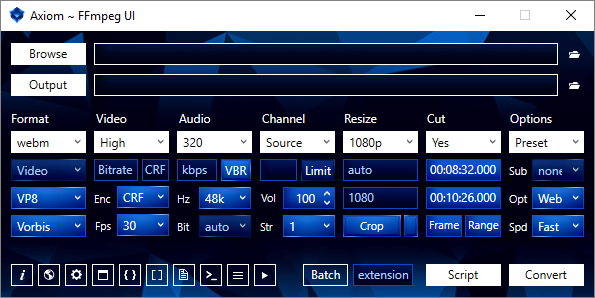 Axiom ~ FFmpeg UI
Browse
Output
Format Video Audio Channel Resize Cut Options
webm High 320 Source 1080p Yes Preset
Video Bitrate CRF kbps VBR Limit auto 00:08:32.000 Sub none
VP8 Enc CRF Hz 48k Vol 100 1080 00:10:26.000 Opt Web
Vorbis Fps 30 Bit auto Str 1 Crop Frame Range Spd Fast
Batch extension Script Convert